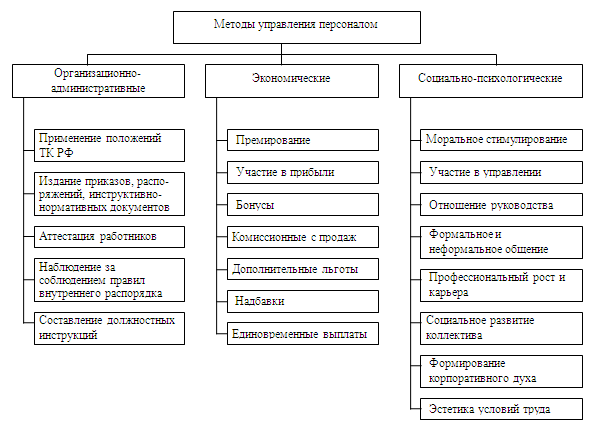 Методы управления персоналом
Организационно-
административные
Применение положений
ТК РФ
Издание приказов, распо-
ряжений, инструктивно-
нормативных документов
Аттестация работников
Наблюдение за
соблюдением правил
внутреннего распорядка
Составление должностных
инструкций
Экономические
Премирование
Участие в прибыли
Бонусы
Комиссионные с продаж
Дополнительные льготы
Надбавки
Единовременные выплаты
Социально-психологические
Моральное стимулирование
Участие в управлении
Отношение руководства
Формальное и
неформальное общение
Профессиональный рост и
карьера
Социальное развитие
коллектива
Формирование
корпоративного духа
Эстетика условий труда